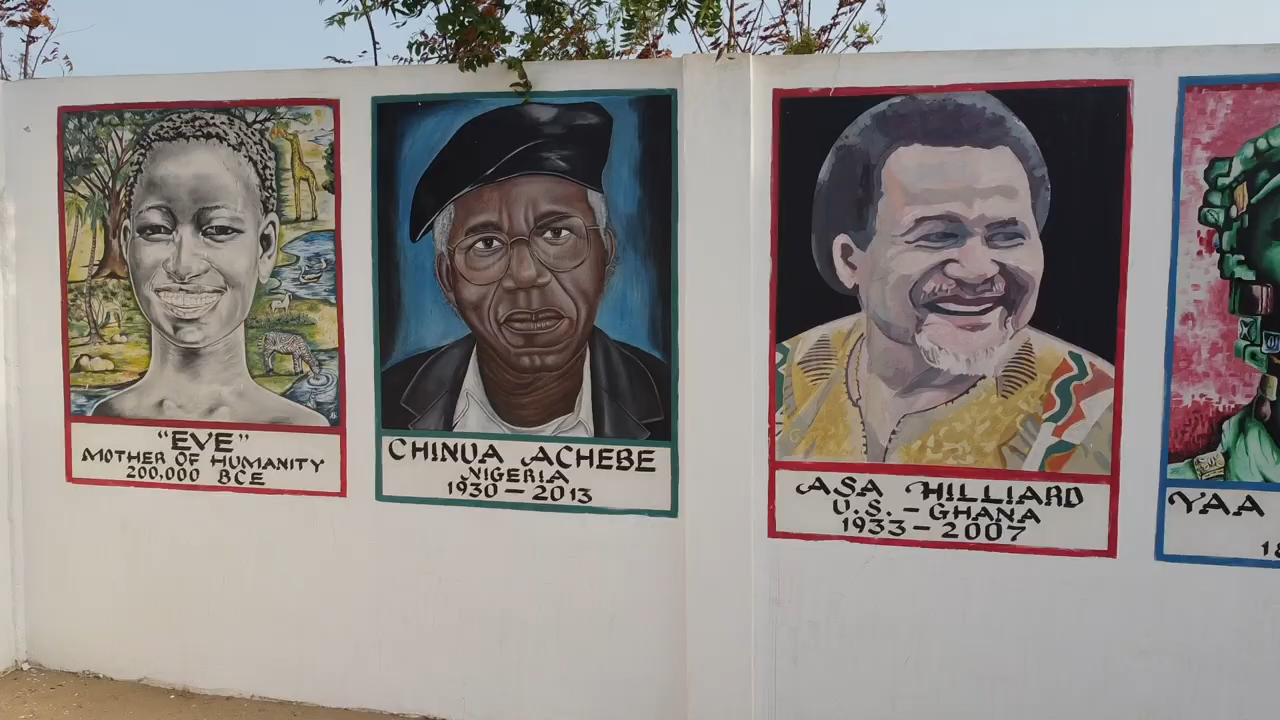 "EVE"
MOTHER OF HUMANITY
200,000 BCE
CHINUA ACHEBE
NIGERIA
1930 - 2013
ASA HILLIARD
U.S. - GHANA
1933 - 2007
YAA